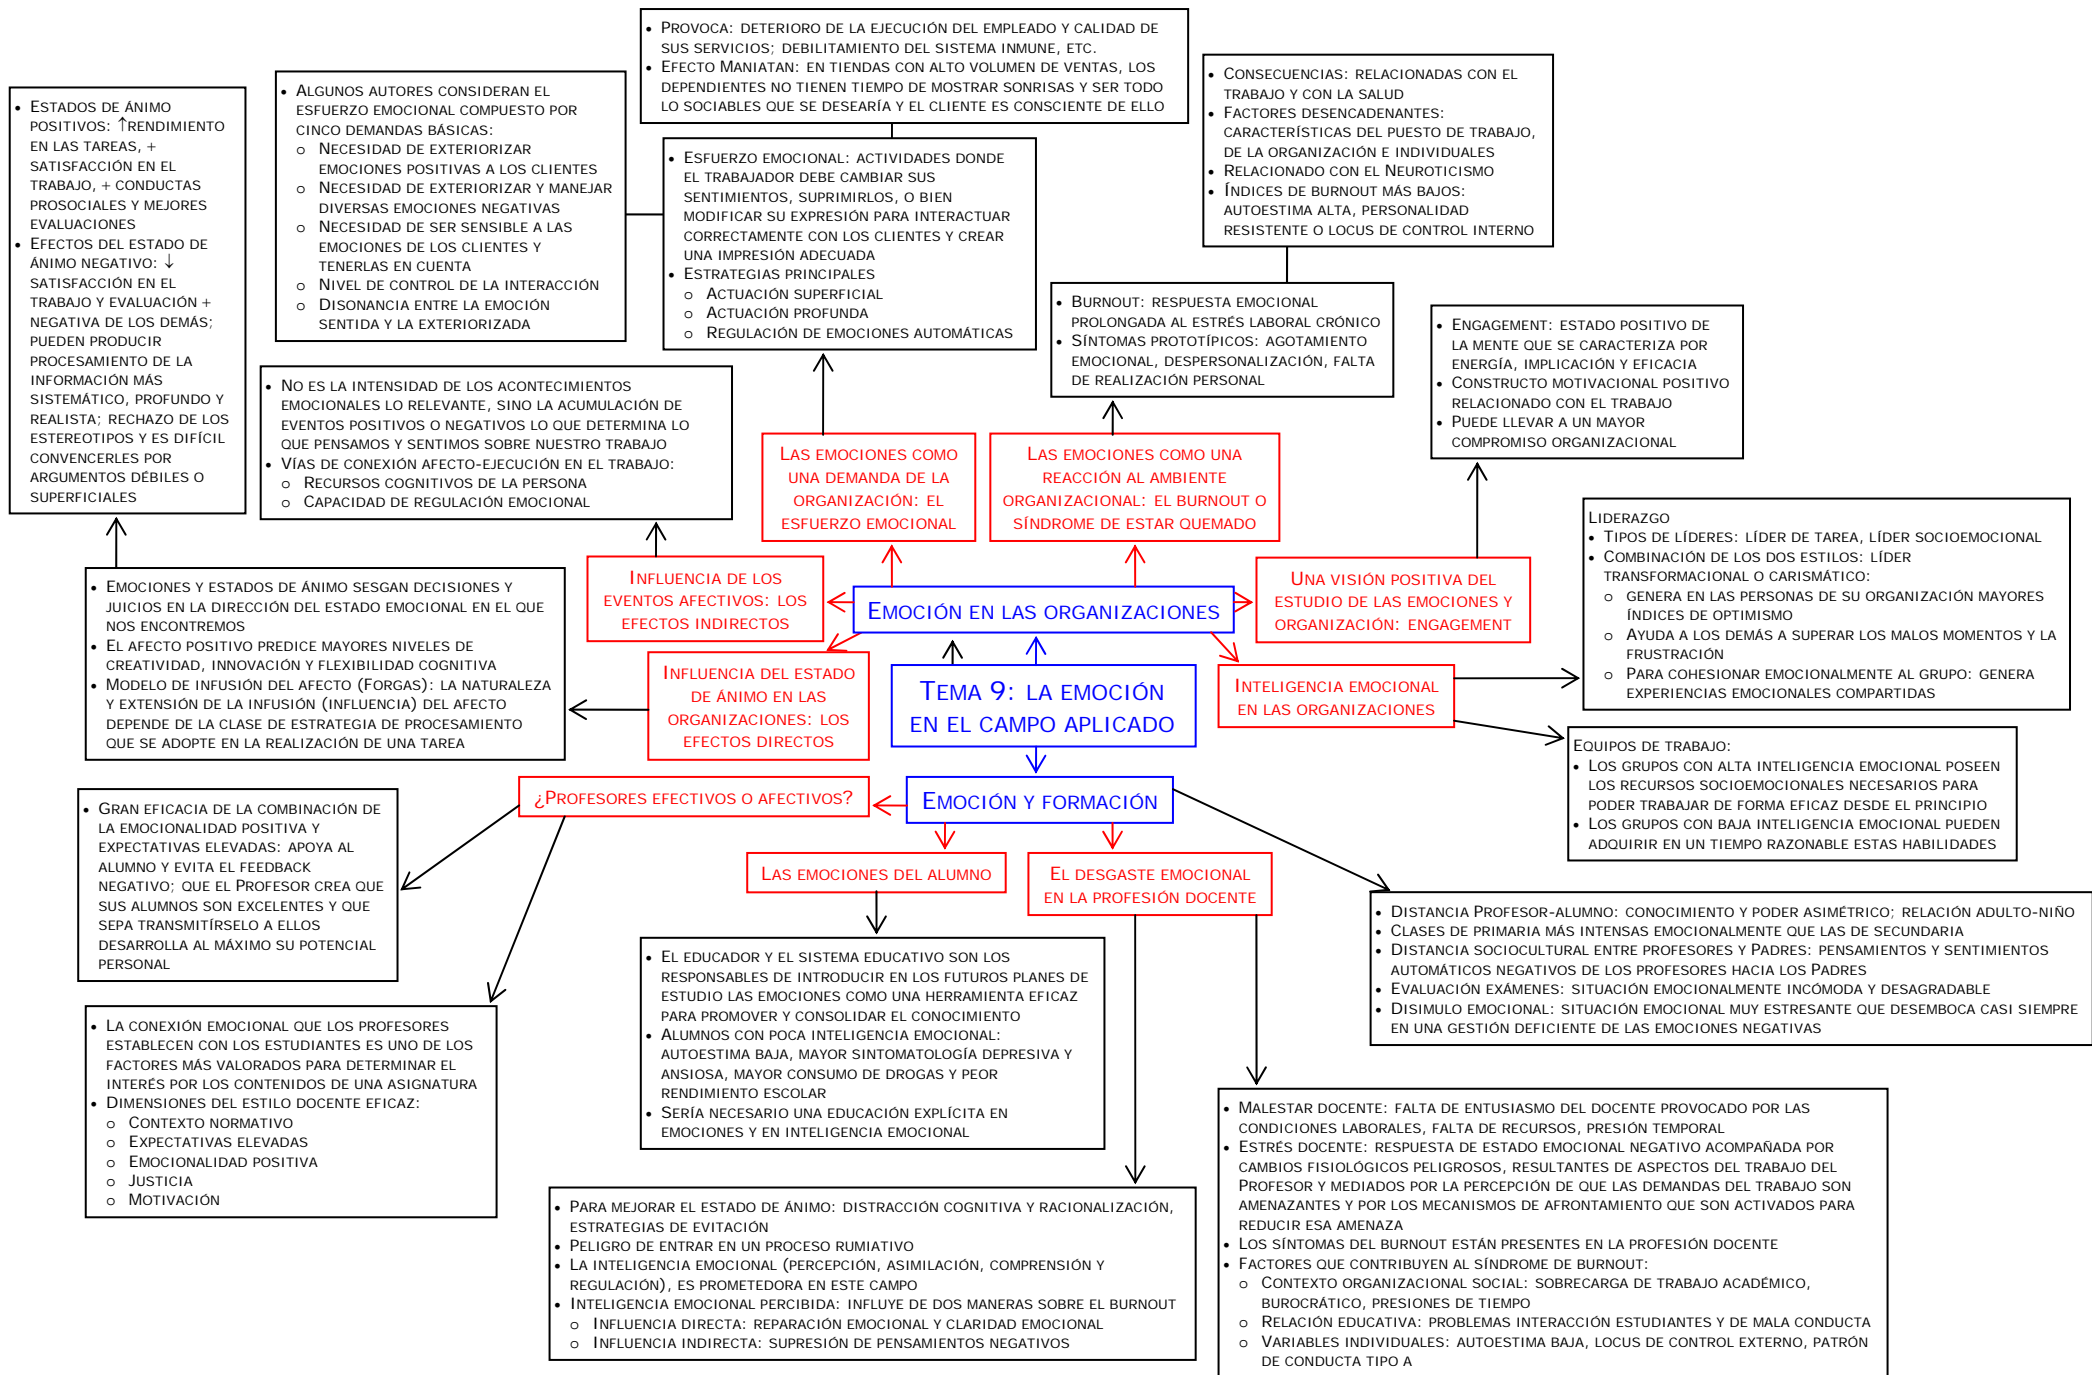 • Provoca: deterioro de la ejecución del empleado y calidad de
sus servicios; debilitamiento del sistema inmune, etc.
• Efecto Maniatan: en tiendas con alto volumen de ventas, los
dependientes no tienen tiempo de mostrar sonrisas y ser todo
lo sociables que se desearía y el cliente es consciente de ello
• Estados de ánimo
positivos: ↑rendimiento
en las tareas, +
satisfacción en el
trabajo, + conductas
prosociales y mejores
evaluaciones
• Efectos del estado de
ánimo negativo: ↓
satisfacción en el
trabajo y evaluación +
negativa de los demás;
pueden producir
procesamiento de la
información más
sistemático, profundo y
realista; rechazo de los
estereotipos y es difícil
convencerles por
argumentos débiles o
superficiales
• Algunos autores consideran el
esfuerzo emocional compuesto por
cinco demandas básicas:
o Necesidad de exteriorizar
emociones positivas a los clientes
o Necesidad de exteriorizar y manejar
diversas emociones negativas
o Necesidad de ser sensible a las
emociones de los clientes y
tenerlas en cuenta
o Nivel de control de la interacción
o Disonancia entre la emoción
sentida y la exteriorizada
• Esfuerzo emocional: actividades donde
el trabajador debe cambiar sus
sentimientos, suprimirlos, o bien
modificar su expresión para interactuar
correctamente con los clientes y crear
una impresión adecuada
• Estrategias principales
o Actuación superficial
o Actuación profunda
o Regulación de emociones automáticas
• Consecuencias: relacionadas con el
trabajo y con la salud
• Factores desencadenantes:
características del puesto de trabajo,
de la organización e individuales
• Relacionado con el Neuroticismo
• Índices de burnout más bajos:
autoestima alta, personalidad
resistente o locus de control interno
• Burnout: respuesta emocional
prolongada al estrés laboral crónico
• Síntomas prototípicos: agotamiento
emocional, despersonalización, falta
de realización personal
• Engagement: estado positivo de
la mente que se caracteriza por
energía, implicación y eficacia
• Constructo motivacional positivo
relacionado con el trabajo
• Puede llevar a un mayor
compromiso organizacional
• No es la intensidad de los acontecimientos
emocionales lo relevante, sino la acumulación de
eventos positivos o negativos lo que determina lo
que pensamos y sentimos sobre nuestro trabajo
• Vías de conexión afecto-ejecución en el trabajo:
o Recursos cognitivos de la persona
o Capacidad de regulación emocional
Las emociones como
una demanda de la
organización: el
esfuerzo emocional
Las emociones como una
reacción al ambiente
organizacional: el burnout o
síndrome de estar quemado
Liderazgo
• Tipos de líderes: líder de tarea, líder socioemocional
• Combinación de los dos estilos: líder
transformacional o carismático:
o genera en las personas de su organización mayores
índices de optimismo
o Ayuda a los demás a superar los malos momentos y la
frustración
o Para cohesionar emocionalmente al grupo: genera
experiencias emocionales compartidas
Influencia de los
eventos afectivos: los
efectos indirectos
Emoción en las organizaciones
Una visión positiva del
estudio de las emociones y
organización: engagement
• Emociones y estados de ánimo sesgan decisiones y
juicios en la dirección del estado emocional en el que
nos encontremos
• El afecto positivo predice mayores niveles de
creatividad, innovación y flexibilidad cognitiva
• Modelo de infusión del afecto (Forgas): la naturaleza
y extensión de la infusión (influencia) del afecto
depende de la clase de estrategia de procesamiento
que se adopte en la realización de una tarea
Influencia del estado
de ánimo en las
organizaciones: los
efectos directos
Tema 9: la emoción
en el campo aplicado
Inteligencia emocional
en las organizaciones
Equipos de trabajo:
• Los grupos con alta inteligencia emocional poseen
los recursos socioemocionales necesarios para
poder trabajar de forma eficaz desde el principio
• Los grupos con baja inteligencia emocional pueden
adquirir en un tiempo razonable estas habilidades
¿Profesores efectivos o afectivos?
Emoción y formación
• Gran eficacia de la combinación de
la emocionalidad positiva y
expectativas elevadas: apoya al
alumno y evita el feedback
negativo; que el Profesor crea que
sus alumnos son excelentes y que
sepa transmitírselo a ellos
desarrolla al máximo su potencial
personal
Las emociones del alumno
El desgaste emocional
en la profesión docente
• Distancia Profesor-alumno: conocimiento y poder asimétrico; relación adulto-niño
• Clases de primaria más intensas emocionalmente que las de secundaria
• Distancia sociocultural entre profesores y Padres: pensamientos y sentimientos
automáticos negativos de los profesores hacia los Padres
• Evaluación exámenes: situación emocionalmente incómoda y desagradable
• Disimulo emocional: situación emocional muy estresante que desemboca casi siempre
en una gestión deficiente de las emociones negativas
• El educador y el sistema educativo son los
responsables de introducir en los futuros planes de
estudio las emociones como una herramienta eficaz
para promover y consolidar el conocimiento
• Alumnos con poca inteligencia emocional:
autoestima baja, mayor sintomatología depresiva y
ansiosa, mayor consumo de drogas y peor
rendimiento escolar
• Sería necesario una educación explícita en
emociones y en inteligencia emocional
• La conexión emocional que los profesores
establecen con los estudiantes es uno de los
factores más valorados para determinar el
interés por los contenidos de una asignatura
• Dimensiones del estilo docente eficaz:
o Contexto normativo
o Expectativas elevadas
o Emocionalidad positiva
o Justicia
o Motivación
• Malestar docente: falta de entusiasmo del docente provocado por las
condiciones laborales, falta de recursos, presión temporal
• Estrés docente: respuesta de estado emocional negativo acompañada por
cambios fisiológicos peligrosos, resultantes de aspectos del trabajo del
Profesor y mediados por la percepción de que las demandas del trabajo son
amenazantes y por los mecanismos de afrontamiento que son activados para
reducir esa amenaza
• Los síntomas del burnout están presentes en la profesión docente
• Factores que contribuyen al síndrome de burnout:
o Contexto organizacional social: sobrecarga de trabajo académico,
burocrático, presiones de tiempo
o Relación educativa: problemas interacción estudiantes y de mala conducta
o Variables individuales: autoestima baja, locus de control externo, patrón
de conducta tipo A
• Para mejorar el estado de ánimo: distracción cognitiva y racionalización,
estrategias de evitación
• Peligro de entrar en un proceso rumiativo
• La inteligencia emocional (percepción, asimilación, comprensión y
regulación), es prometedora en este campo
• Inteligencia emocional percibida: influye de dos maneras sobre el burnout
o Influencia directa: reparación emocional y claridad emocional
o Influencia indirecta: supresión de pensamientos negativos